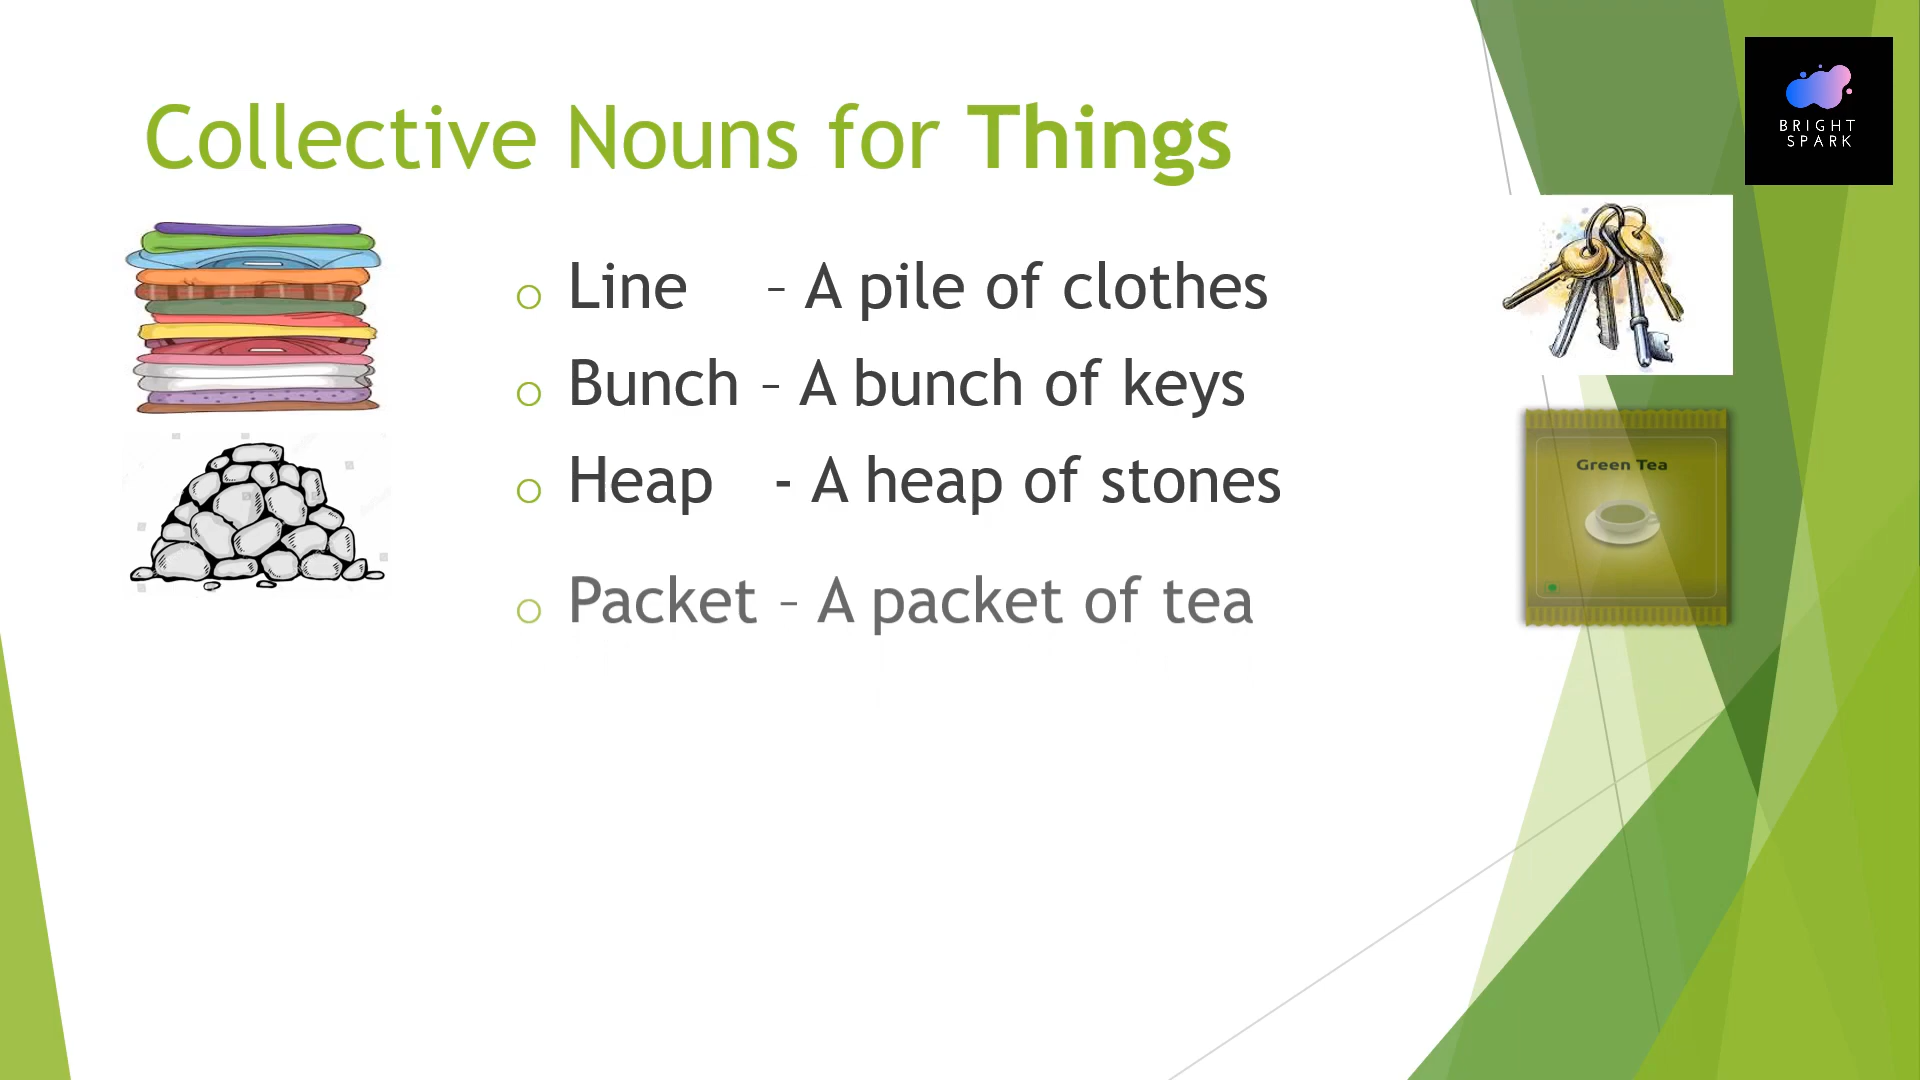 Collective Nouns for Things
BRIGHT
SPARK
Line – A pile of clothes
Bunch – A bunch of keys
Heap - A heap of stones
Packet – A packet of tea
Green Tea